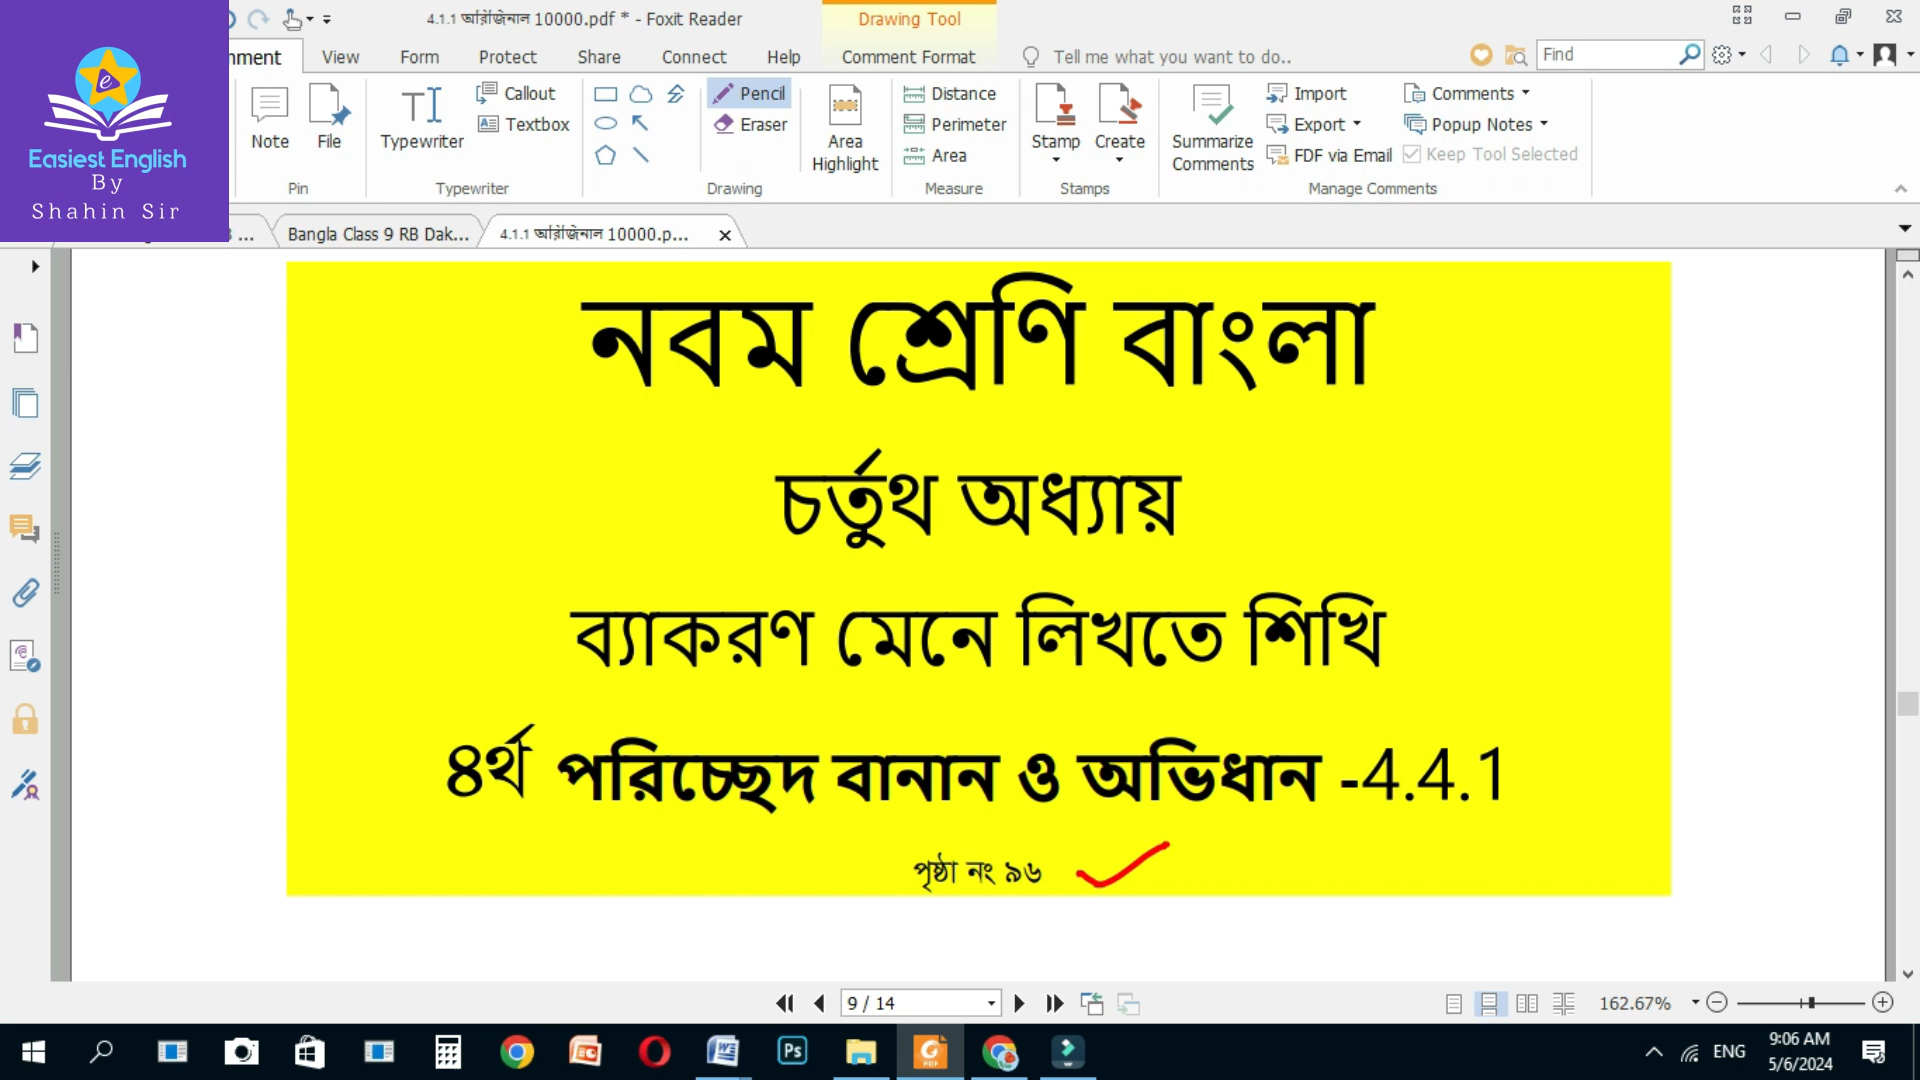 4.1.1 অরিজিনাল 10000.pdf * - Foxit Reader
Drawing Tool
mment View Form Protect Share Connect Help Comment Format Tell me what you want to do.. Find
Note File Typewriter Callout Textbox Pencil Eraser Area Highlight Distance Perimeter Area Stamp Create Summarize Comments Import Export FDF via Email Comments Popup Notes Keep Tool Selected
Pin Typewriter Drawing Measure Stamps Manage Comments
e
Easiest English
By
Shahin Sir
... Bangla Class 9 RB Dak... 4.1.1 অরিজিনাল 10000.p...
নবম শ্রেণি বাংলা
চর্তুথ অধ্যায়
ব্যাকরণ মেনে লিখতে শিখি
৪র্থ পরিচ্ছেদ বানান ও অভিধান -4.4.1
পৃষ্ঠা নং ৯৬
9 / 14 162.67%
Ps PDF ENG 9:06 AM
5/6/2024